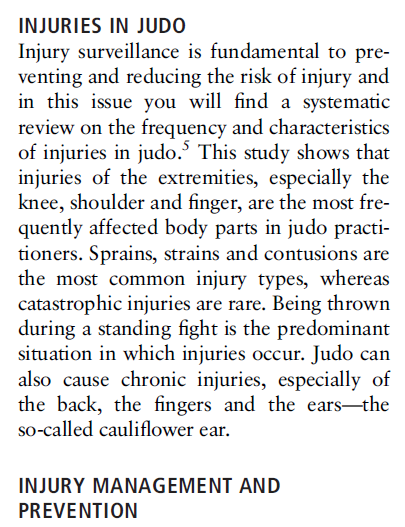 INJURIES IN JUDO
Injury surveillance is fundamental to pre-
venting and reducing the risk of injury and
in this issue you will find a systematic
review on the frequency and characteristics
of injuries in judo.5 This study shows that
injuries of the extremities, especially the
knee, shoulder and finger, are the most fre-
quently affected body parts in judo practi-
tioners. Sprains, strains and contusions are
the most common injury types, whereas
catastrophic injuries are rare. Being thrown
during a standing fight is the predominant
situation in which injuries occur. Judo can
also cause chronic injuries, especially of
the back, the fingers and the ears—the
so-called cauliflower ear.
INJURY MANAGEMENT AND
PREVENTION